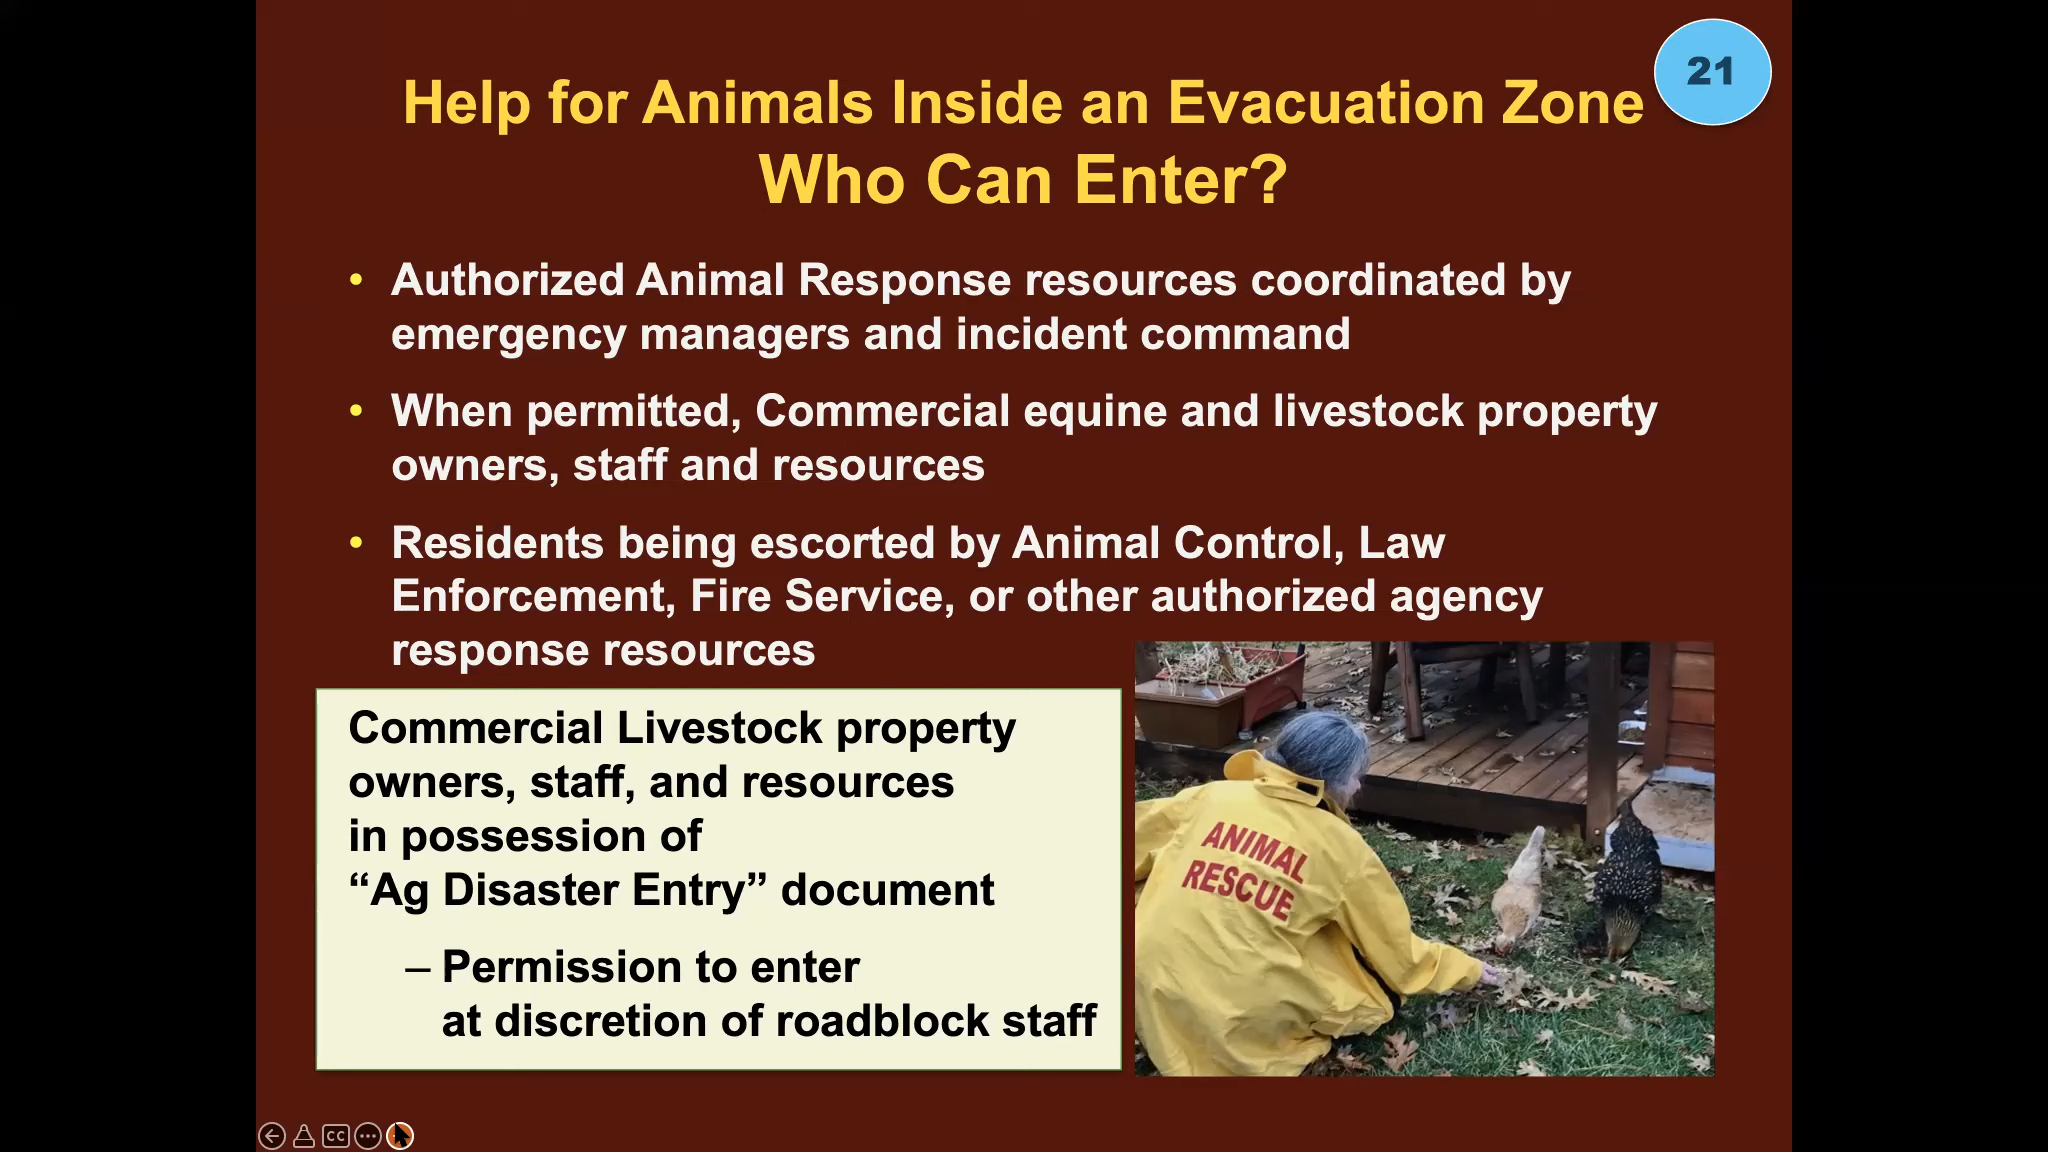 21
Help for Animals Inside an Evacuation Zone
Who Can Enter?
• Authorized Animal Response resources coordinated by
emergency managers and incident command
• When permitted, Commercial equine and livestock property
owners, staff and resources
• Residents being escorted by Animal Control, Law
Enforcement, Fire Service, or other authorized agency
response resources
Commercial Livestock property
owners, staff, and resources
in possession of
“Ag Disaster Entry” document
– Permission to enter
at discretion of roadblock staff
ANIMAL
RESCUE
CC